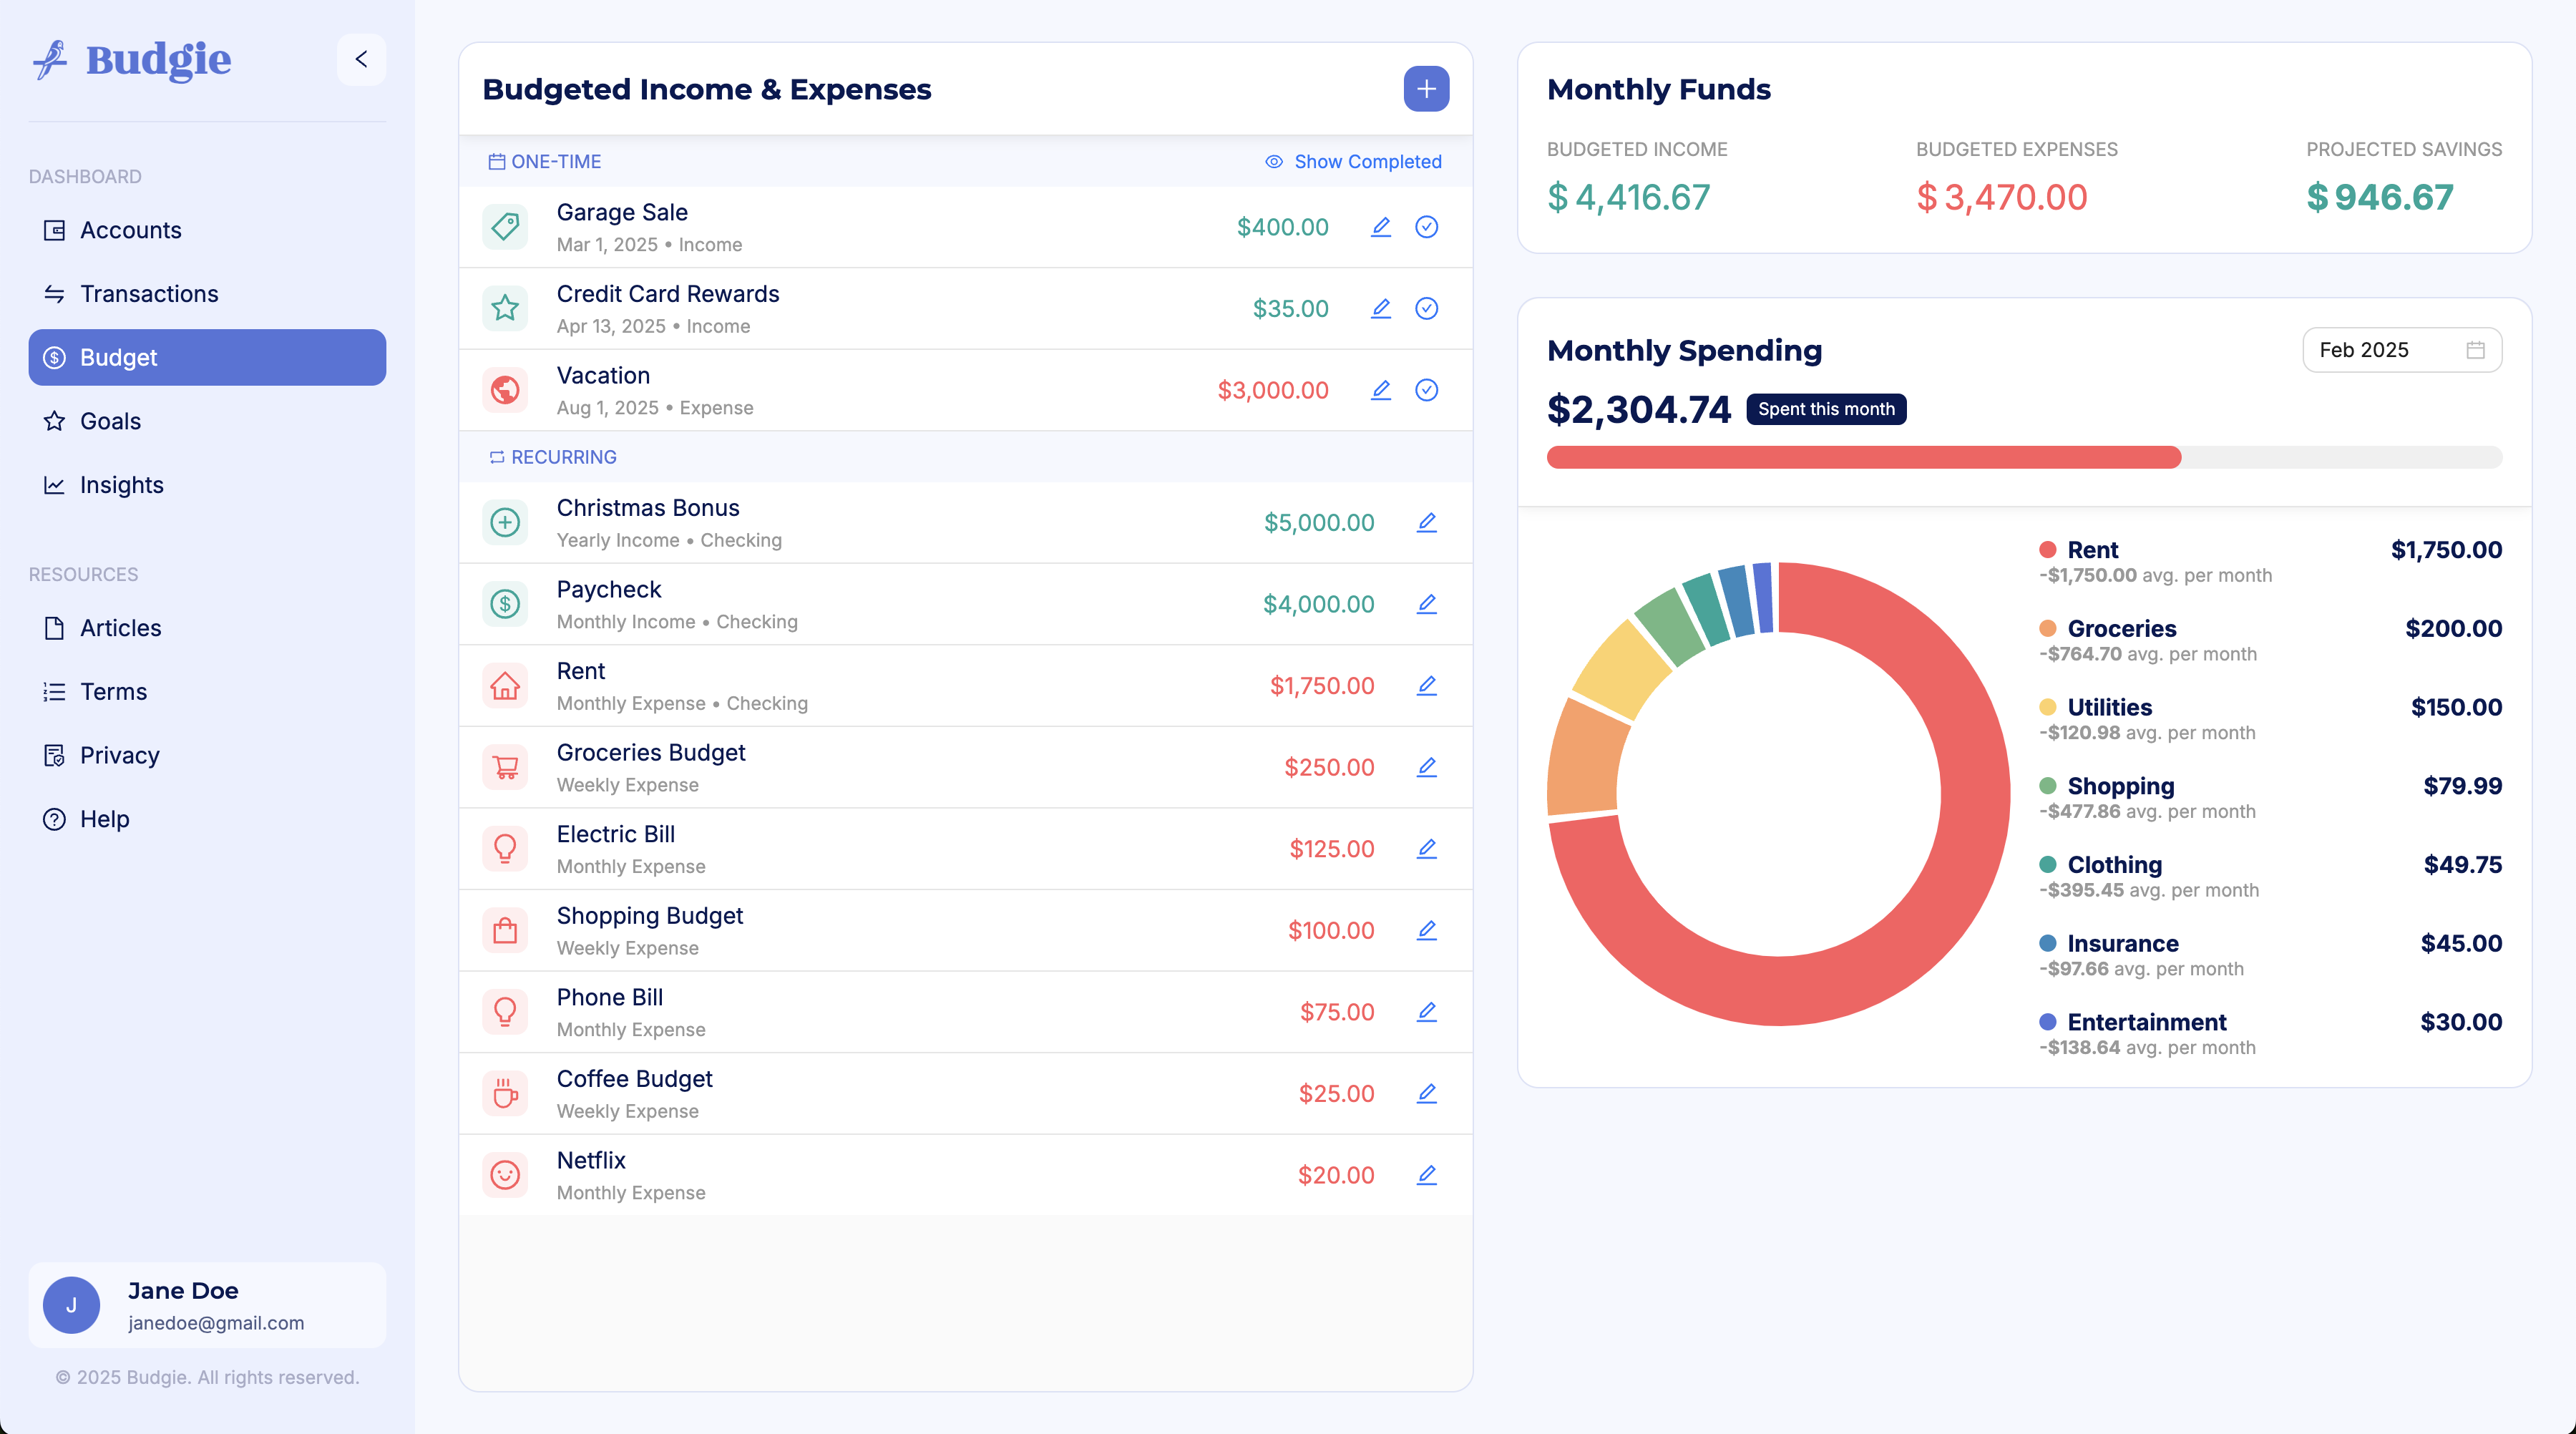 Budgie
DASHBOARD
Accounts
Transactions
Budget
Goals
Insights
RESOURCES
Articles
Terms
Privacy
Help
J
Jane Doe
janedoe@gmail.com
© 2025 Budgie. All rights reserved.
Budgeted Income & Expenses
ONE-TIME
Show Completed
Garage Sale
Mar 1, 2025 • Income
$400.00
Credit Card Rewards
Apr 13, 2025 • Income
$35.00
Vacation
Aug 1, 2025 • Expense
$3,000.00
RECURRING
Christmas Bonus
Yearly Income • Checking
$5,000.00
Paycheck
Monthly Income • Checking
$4,000.00
Rent
Monthly Expense • Checking
$1,750.00
Groceries Budget
Weekly Expense
$250.00
Electric Bill
Monthly Expense
$125.00
Shopping Budget
Weekly Expense
$100.00
Phone Bill
Monthly Expense
$75.00
Coffee Budget
Weekly Expense
$25.00
Netflix
Monthly Expense
$20.00
Monthly Funds
BUDGETED INCOME
$ 4,416.67
BUDGETED EXPENSES
$ 3,470.00
PROJECTED SAVINGS
$ 946.67
Monthly Spending
Feb 2025
$2,304.74 Spent this month
Rent $1,750.00
-$1,750.00 avg. per month
Groceries $200.00
-$764.70 avg. per month
Utilities $150.00
-$120.98 avg. per month
Shopping $79.99
-$477.86 avg. per month
Clothing $49.75
-$395.45 avg. per month
Insurance $45.00
-$97.66 avg. per month
Entertainment $30.00
-$138.64 avg. per month